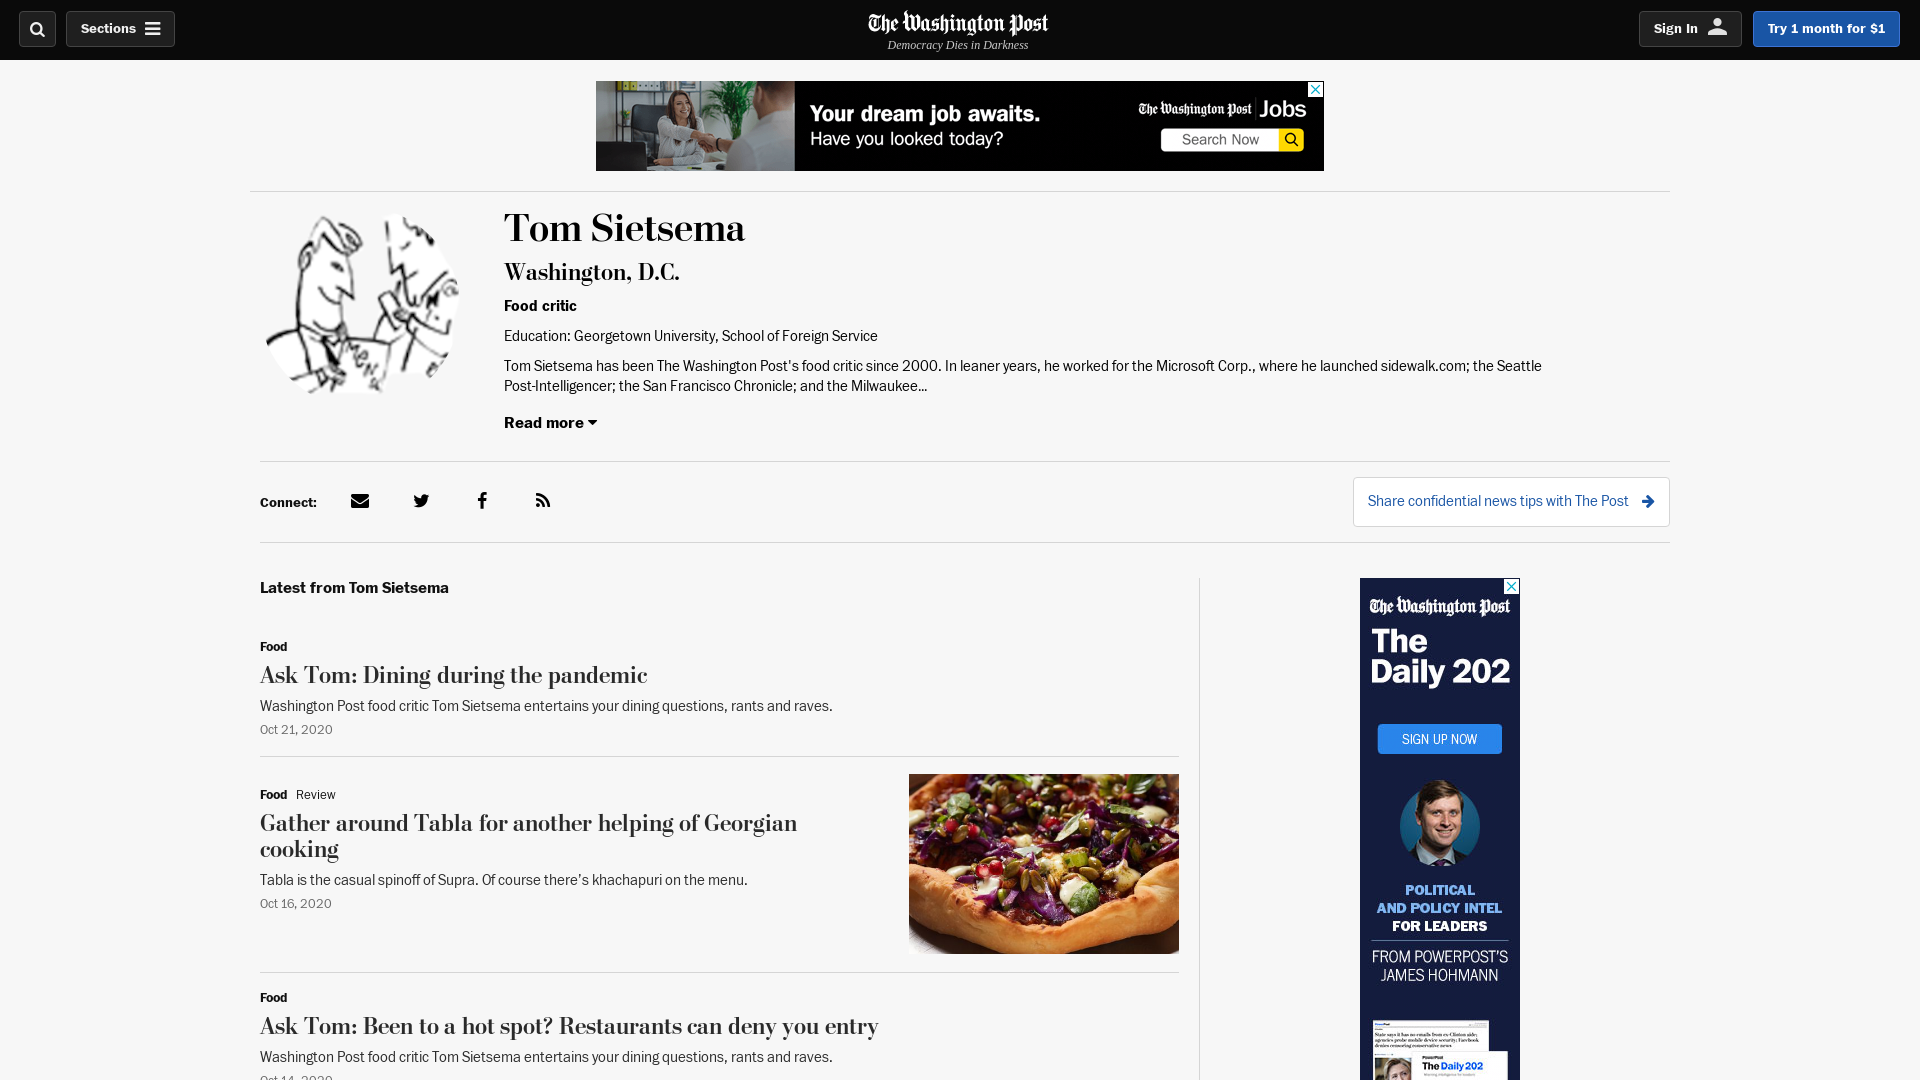 Sections
The Washington Post
Democracy Dies in Darkness
Sign In
Try 1 month for $1
Your dream job awaits.
Have you looked today?
The Washington Post Jobs
Search Now
Tom Sietsema
Washington, D.C.
Food critic
Education: Georgetown University, School of Foreign Service
Tom Sietsema has been The Washington Post's food critic since 2000. In leaner years, he worked for the Microsoft Corp., where he launched sidewalk.com; the Seattle
Post-Intelligencer; the San Francisco Chronicle; and the Milwaukee...
Read more
Connect:
Share confidential news tips with The Post
Latest from Tom Sietsema
Food
Ask Tom: Dining during the pandemic
Washington Post food critic Tom Sietsema entertains your dining questions, rants and raves.
Oct 21, 2020
Food Review
Gather around Tabla for another helping of Georgian
cooking
Tabla is the casual spinoff of Supra. Of course there’s khachapuri on the menu.
Oct 16, 2020
Food
Ask Tom: Been to a hot spot? Restaurants can deny you entry
Washington Post food critic Tom Sietsema entertains your dining questions, rants and raves.
Oct 14, 2020
The Washington Post
The
Daily 202
SIGN UP NOW
POLITICAL
AND POLICY INTEL
FOR LEADERS
FROM POWERPOST'S
JAMES HOHMANN
PowerPost
The Daily 202